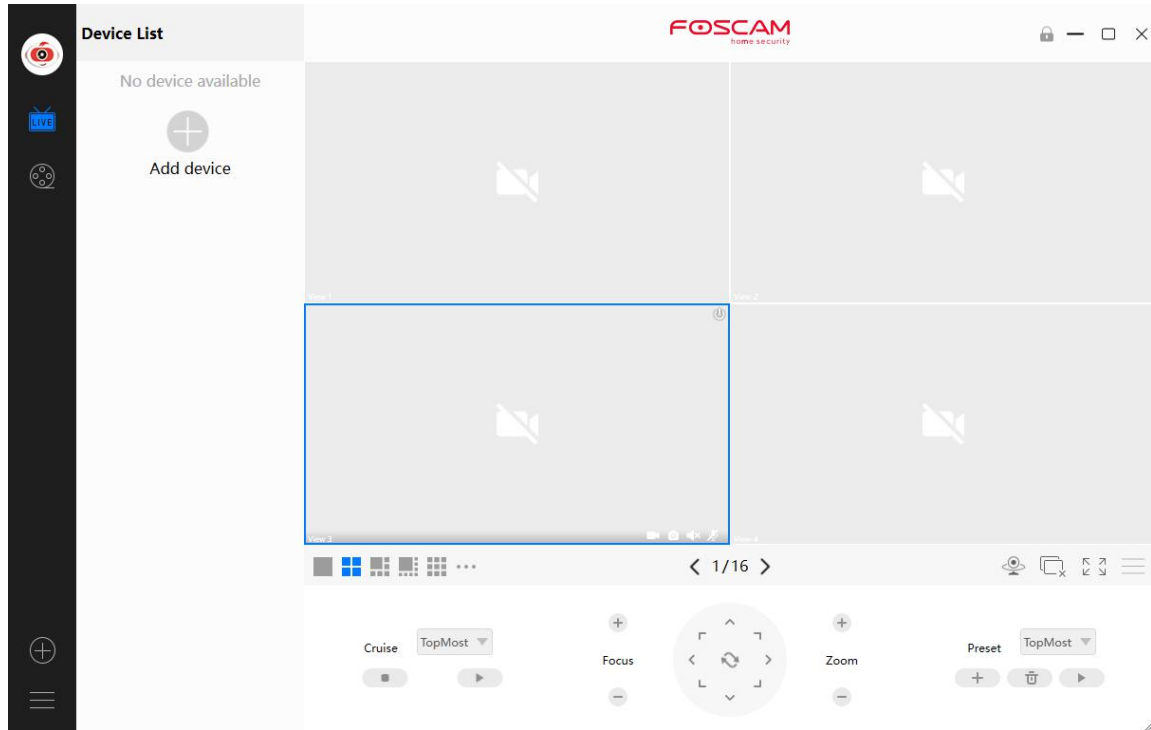 Device List
FOSCAM
home security
No device available
LIVE
Add device
View 1
View 2
View 3
View 4
1/16
Cruise
TopMost
Focus
Zoom
Preset
TopMost